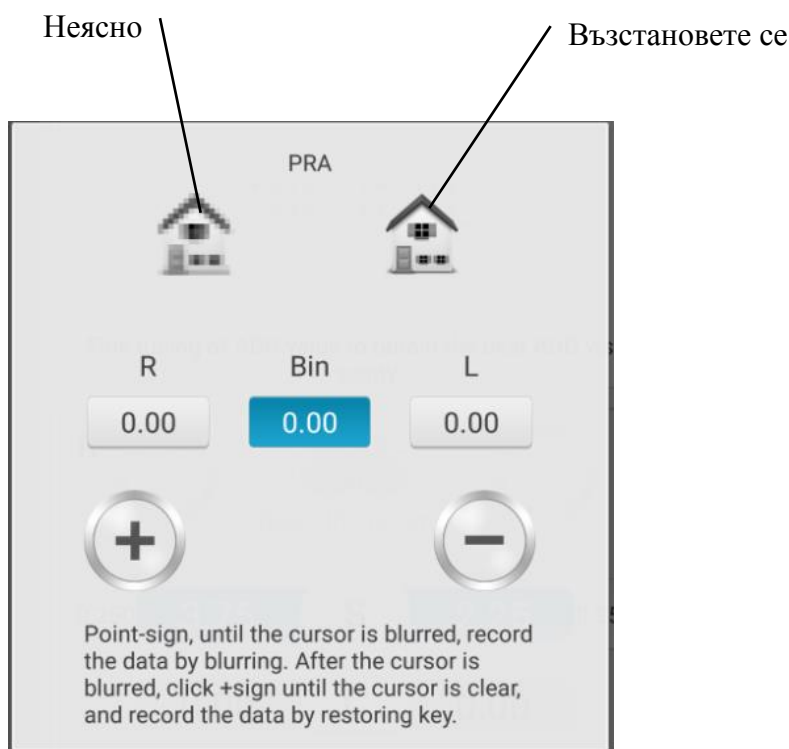 Неясно
Възстановете се
PRA
R Bin L
0.00 0.00 0.00
+ −
Point-sign, until the cursor is blurred, record
the data by blurring. After the cursor is
blurred, click +sign until the cursor is clear,
and record the data by restoring key.